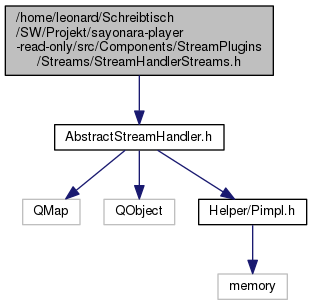 /home/leonard/Schreibtisch
/SW/Projekt/sayonara-player
-read-only/src/Components/StreamPlugins
/Streams/StreamHandlerStreams.h
AbstractStreamHandler.h
QMap
QObject
Helper/Pimpl.h
memory